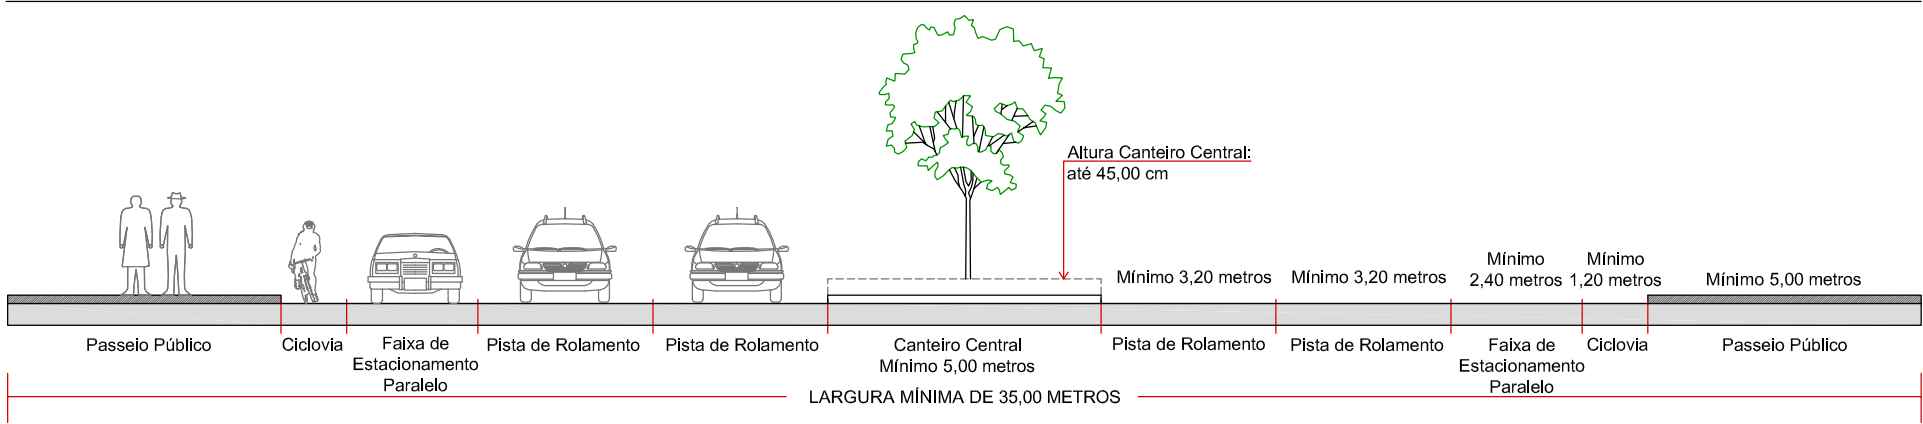 Altura Canteiro Central:
até 45,00 cm
Mínimo 3,20 metros
Mínimo 3,20 metros
Mínimo
2,40 metros
Mínimo
1,20 metros
Mínimo 5,00 metros
Passeio Público
Ciclovia
Faixa de
Estacionamento
Paralelo
Pista de Rolamento
Pista de Rolamento
Canteiro Central
Mínimo 5,00 metros
Pista de Rolamento
Pista de Rolamento
Faixa de
Estacionamento
Paralelo
Ciclovia
Passeio Público
LARGURA MÍNIMA DE 35,00 METROS